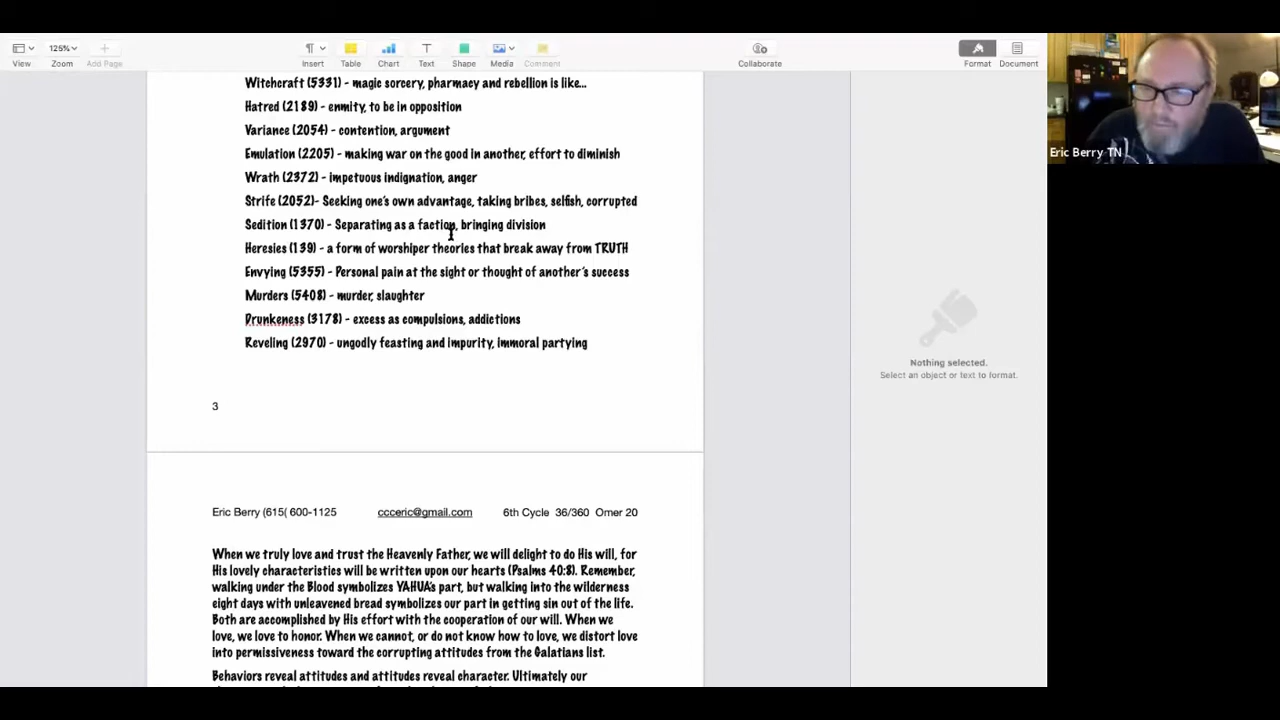 View
125%
Zoom
Add Page
Insert
Table
Chart
Text
Shape
Media
Comment
Collaborate
Format
Document
Witchcraft (5331) - magic sorcery, pharmacy and rebellion is like...
Hatred (2189) - enmity, to be in opposition
Variance (2054) - contention, argument
Emulation (2205) - making war on the good in another, effort to diminish
Wrath (2372) - impetuous indignation, anger
Strife (2052)- Seeking one's own advantage, taking bribes, selfish, corrupted
Sedition (1370) - Separating as a faction, bringing division
Heresies (139) - a form of worshiper theories that break away from TRUTH
Envying (5355) - Personal pain at the sight or thought of another's success
Murders (5408) - murder, slaughter
Drunkeness (3178) - excess as compulsions, addictions
Reveling (2970) - ungodly feasting and impurity, immoral partying
3
Eric Berry (615( 600-1125 ccceric@gmail.com 6th Cycle 36/360 Omer 20
When we truly love and trust the Heavenly Father, we will delight to do His will, for
His lovely characteristics will be written upon our hearts (Psalms 40:8). Remember,
walking under the Blood symbolizes YAHUA's part, but walking into the wilderness
eight days with unleavened bread symbolizes our part in getting sin out of the life.
Both are accomplished by His effort with the cooperation of our will. When we
love, we love to honor. When we cannot, or do not know how to love, we distort love
into permissiveness toward the corrupting attitudes from the Galatians list.
Behaviors reveal attitudes and attitudes reveal character. Ultimately our
Nothing selected.
Select an object or text to format.
Eric Berry TN